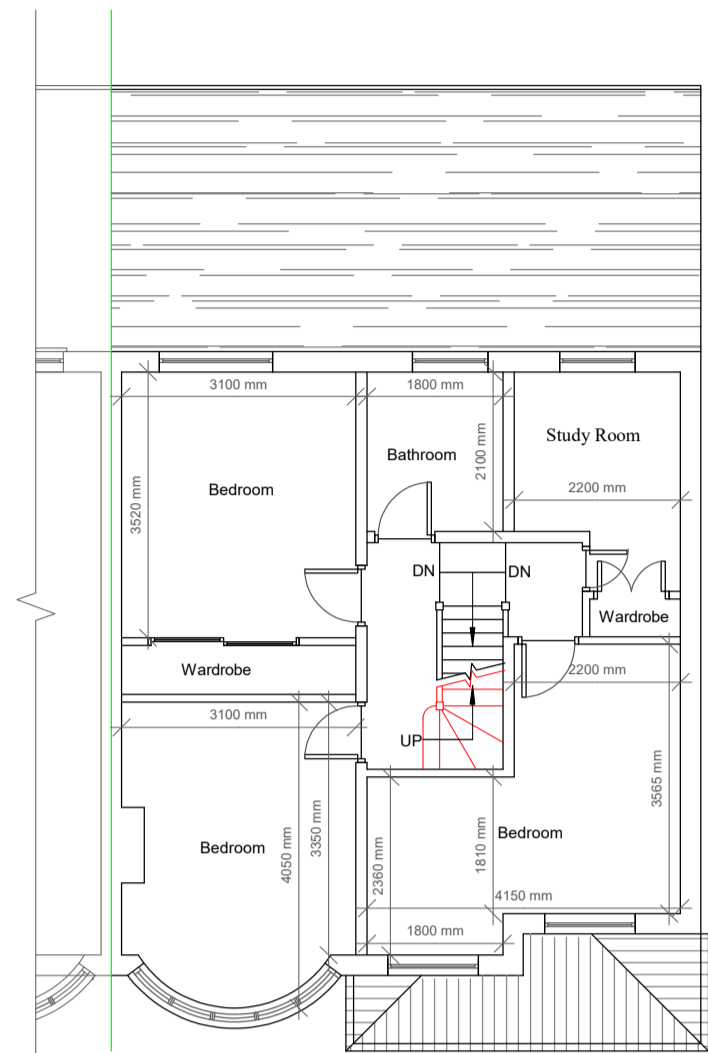 3100 mm
1800 mm
Study Room
Bathroom
2100 mm
Bedroom
2200 mm
3520 mm
DN
DN
Wardrobe
Wardrobe
2200 mm
3100 mm
UP
3565 mm
Bedroom
4050 mm
3350 mm
2360 mm
1810 mm
Bedroom
4150 mm
1800 mm